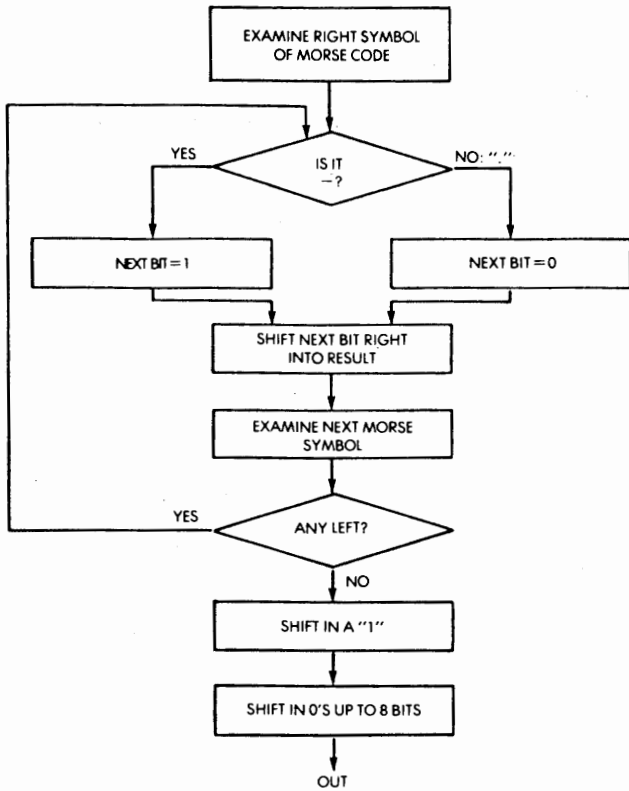 EXAMINE RIGHT SYMBOL
OF MORSE CODE
YES
IS IT
—?
NO: "."
NEXT BIT = 1
NEXT BIT = 0
SHIFT NEXT BIT RIGHT
INTO RESULT
EXAMINE NEXT MORSE
SYMBOL
YES
ANY LEFT?
NO
SHIFT IN A "1"
SHIFT IN 0'S UP TO 8 BITS
OUT